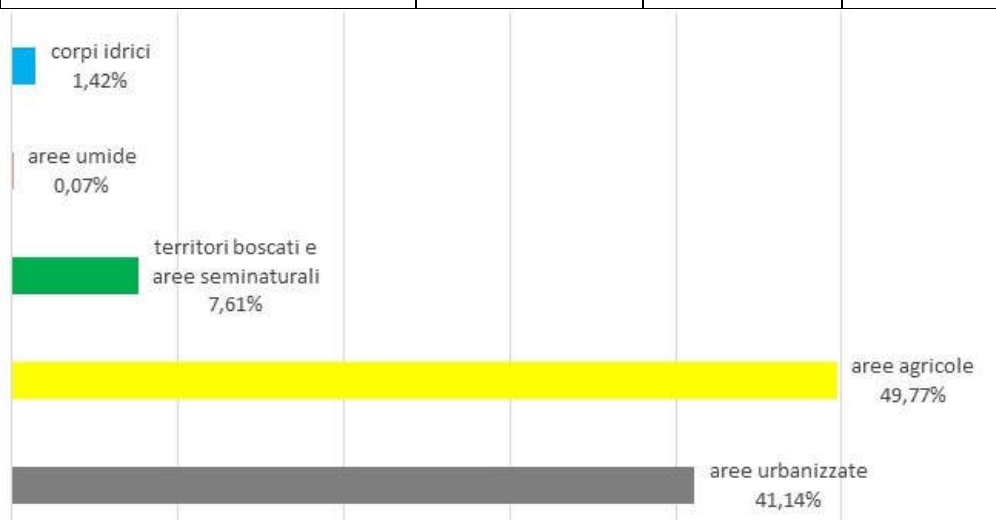 corpi idrici
1,42%
aree umide
0,07%
territori boscati e
aree seminaturali
7,61%
aree agricole
49,77%
aree urbanizzate
41,14%